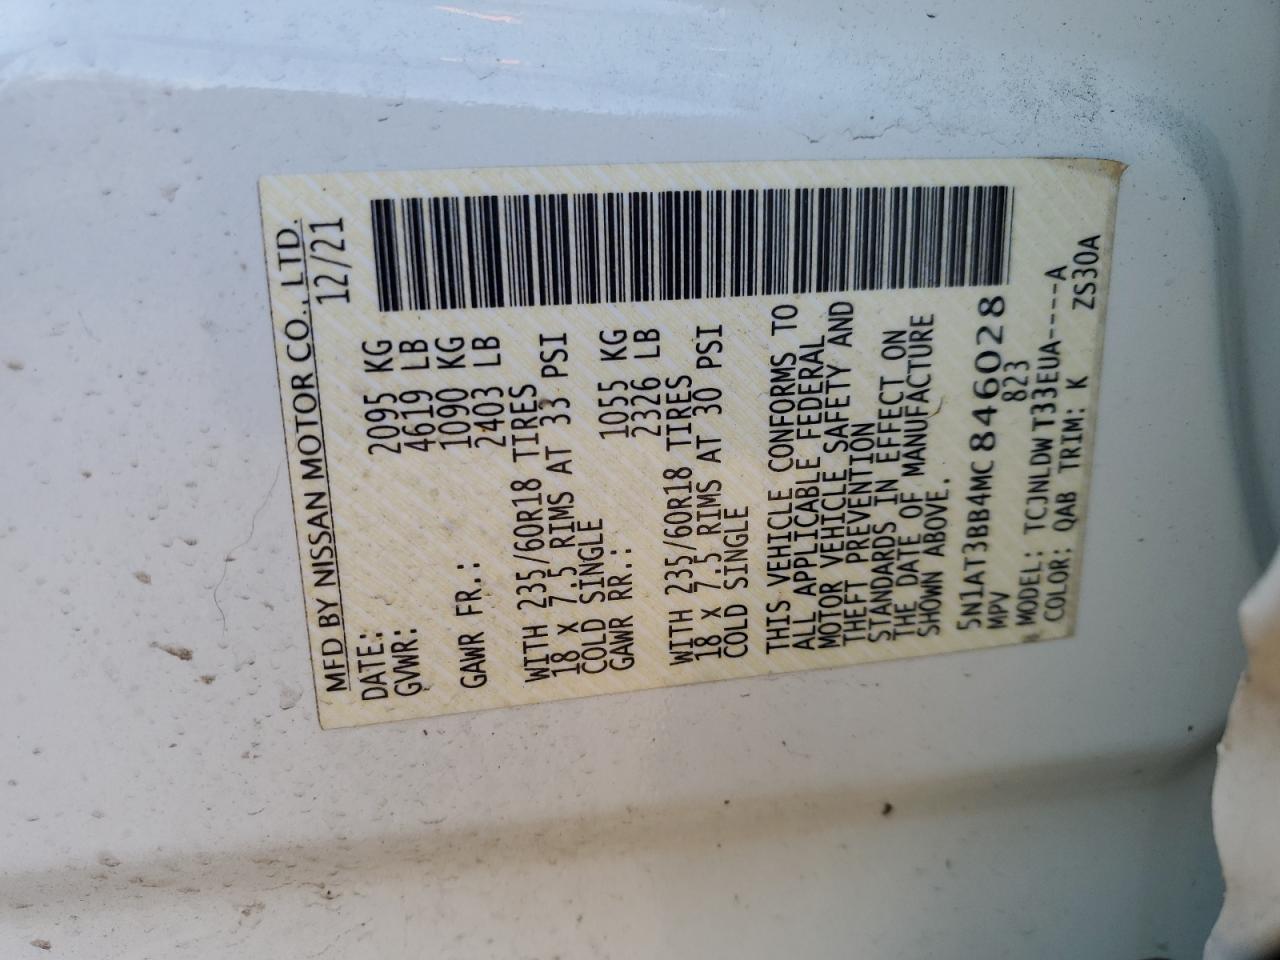 MFD BY NISSAN MOTOR CO., LTD.
DATE: 12/21
GVWR: 2095 KG
4619 LB
GAWR FR.: 1090 KG
2403 LB
WITH 235/60R18 TIRES
18 X 7.5 RIMS AT 33 PSI
COLD SINGLE
GAWR RR.: 1055 KG
2326 LB
WITH 235/60R18 TIRES
18 X 7.5 RIMS AT 30 PSI
COLD SINGLE
THIS VEHICLE CONFORMS TO
ALL APPLICABLE FEDERAL
MOTOR VEHICLE SAFETY AND
THEFT PREVENTION
STANDARDS IN EFFECT ON
THE DATE OF MANUFACTURE
SHOWN ABOVE.
5N1AT3BB4MC846028
MPV 823
MODEL: TCJNLDWT33EUA----A
COLOR: QAB TRIM: K ZS30A